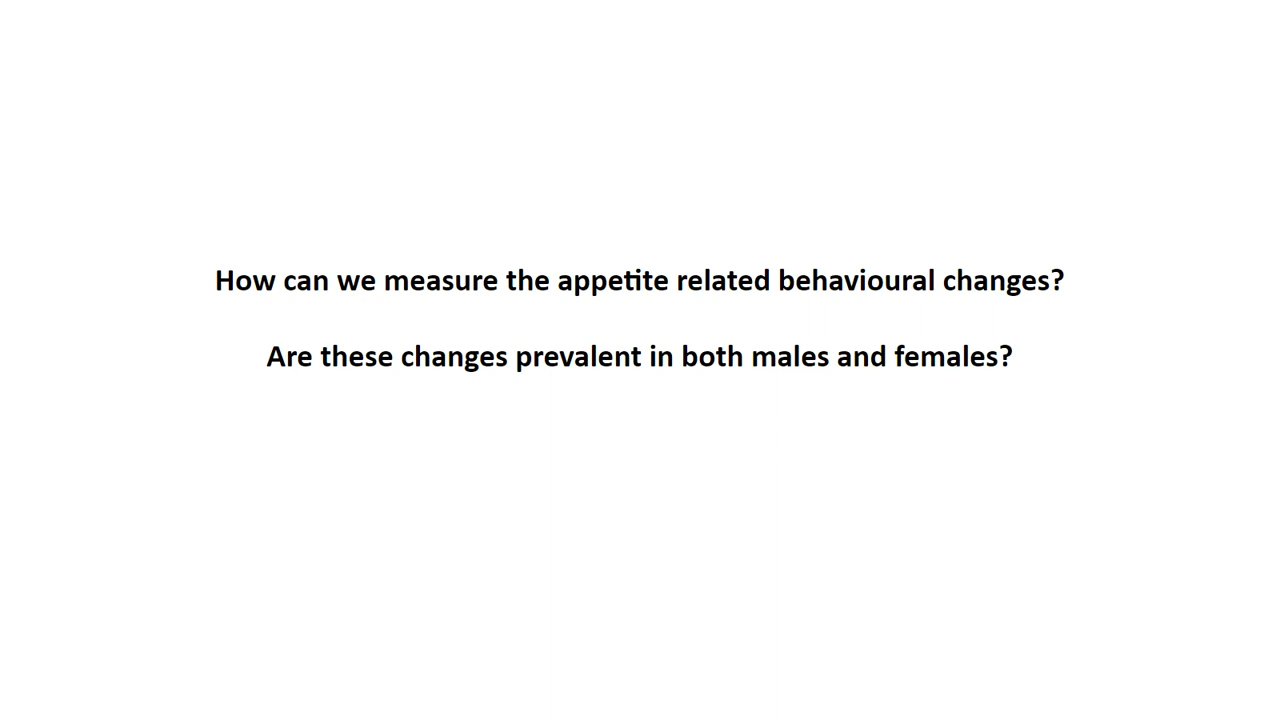 How can we measure the appetite related behavioural changes?
Are these changes prevalent in both males and females?